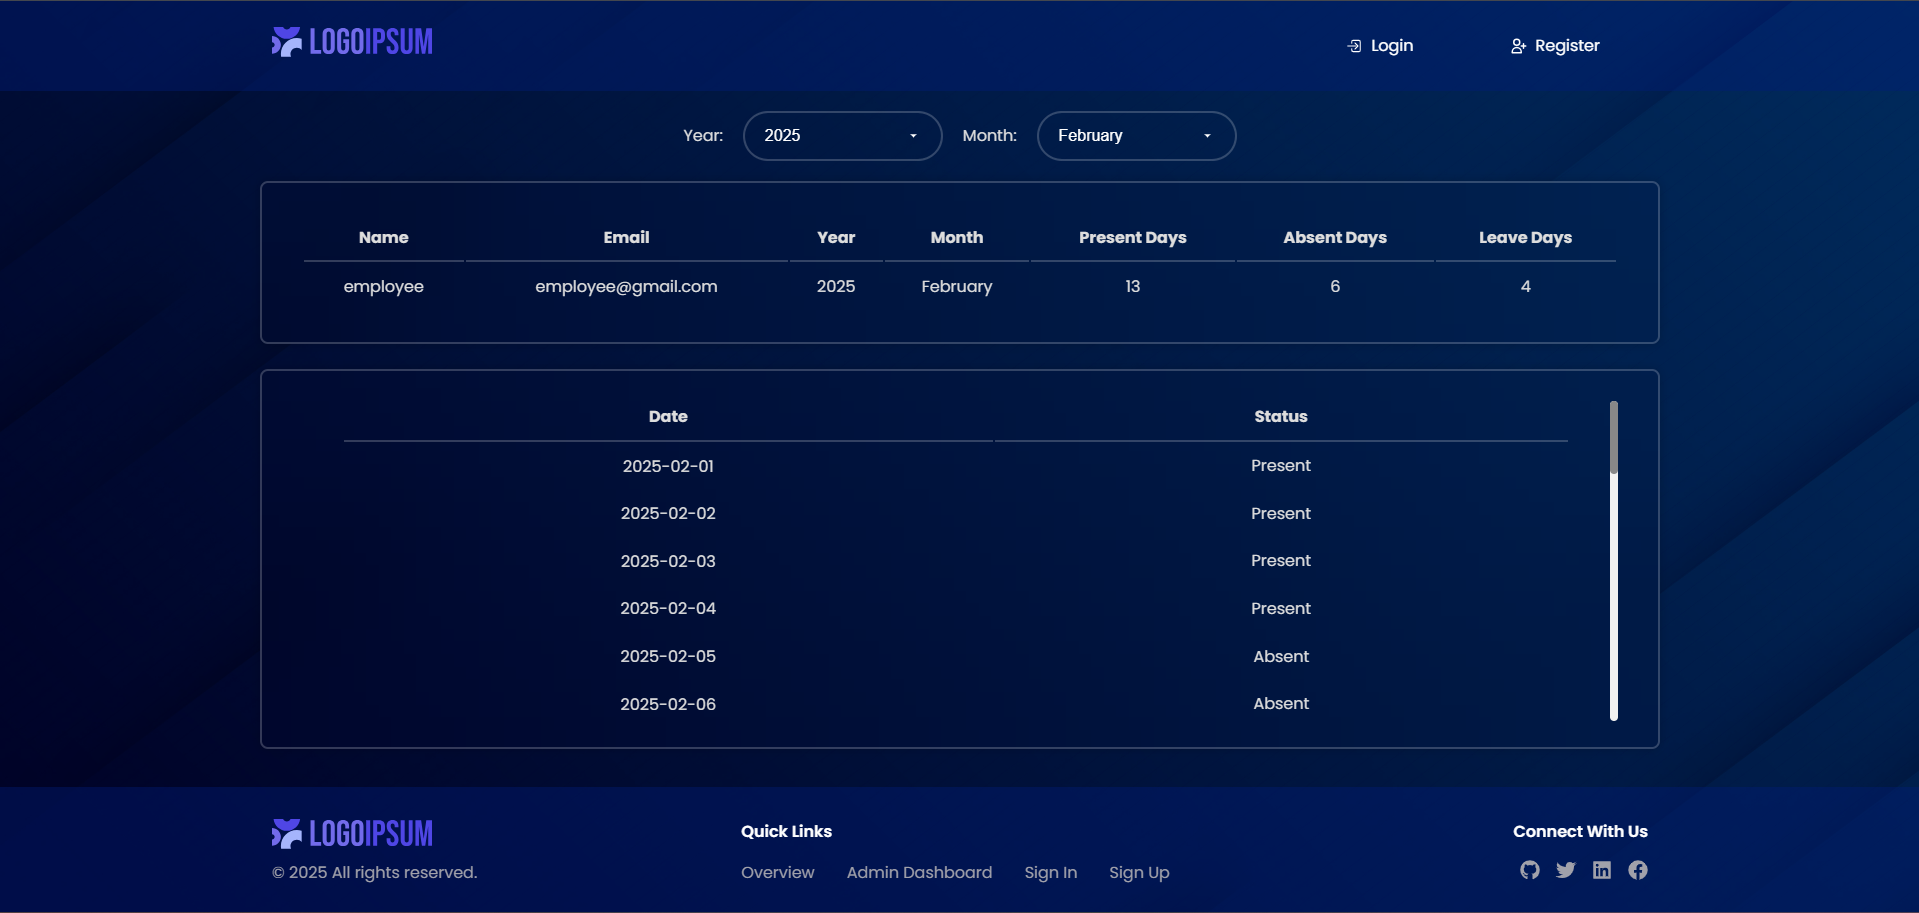 LOGOIPSUM Login Register
Year: 2025 Month: February
Name Email Year Month Present Days Absent Days Leave Days
employee employee@gmail.com 2025 February 13 6 4
Date Status
2025-02-01 Present
2025-02-02 Present
2025-02-03 Present
2025-02-04 Present
2025-02-05 Absent
2025-02-06 Absent
LOGOIPSUM Quick Links Connect With Us
© 2025 All rights reserved. Overview Admin Dashboard Sign In Sign Up